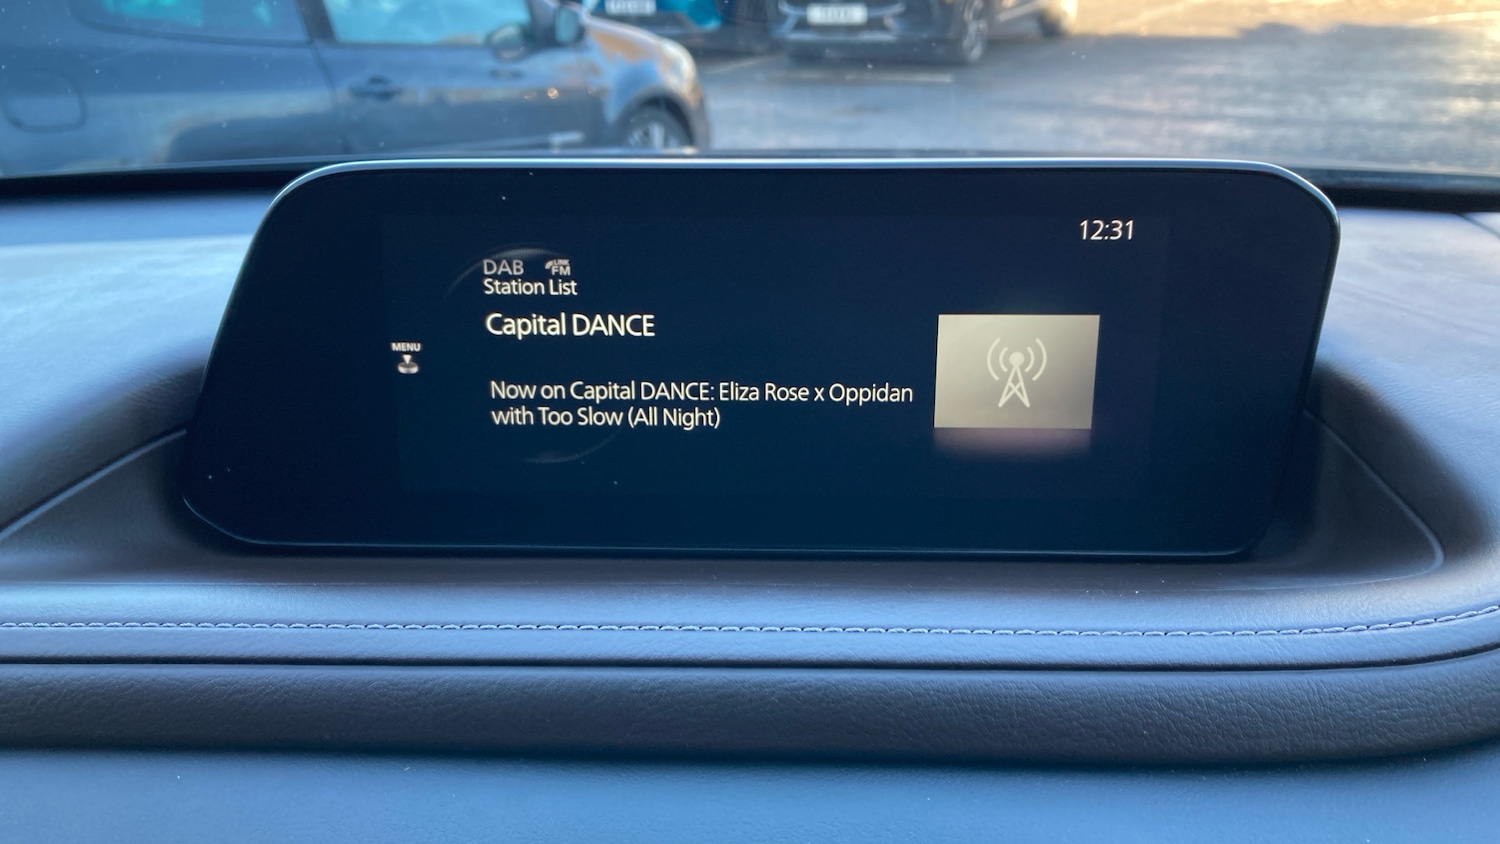 12:31
DAB LINK FM
Station List
Capital DANCE
MENU
Now on Capital DANCE: Eliza Rose x Oppidan
with Too Slow (All Night)